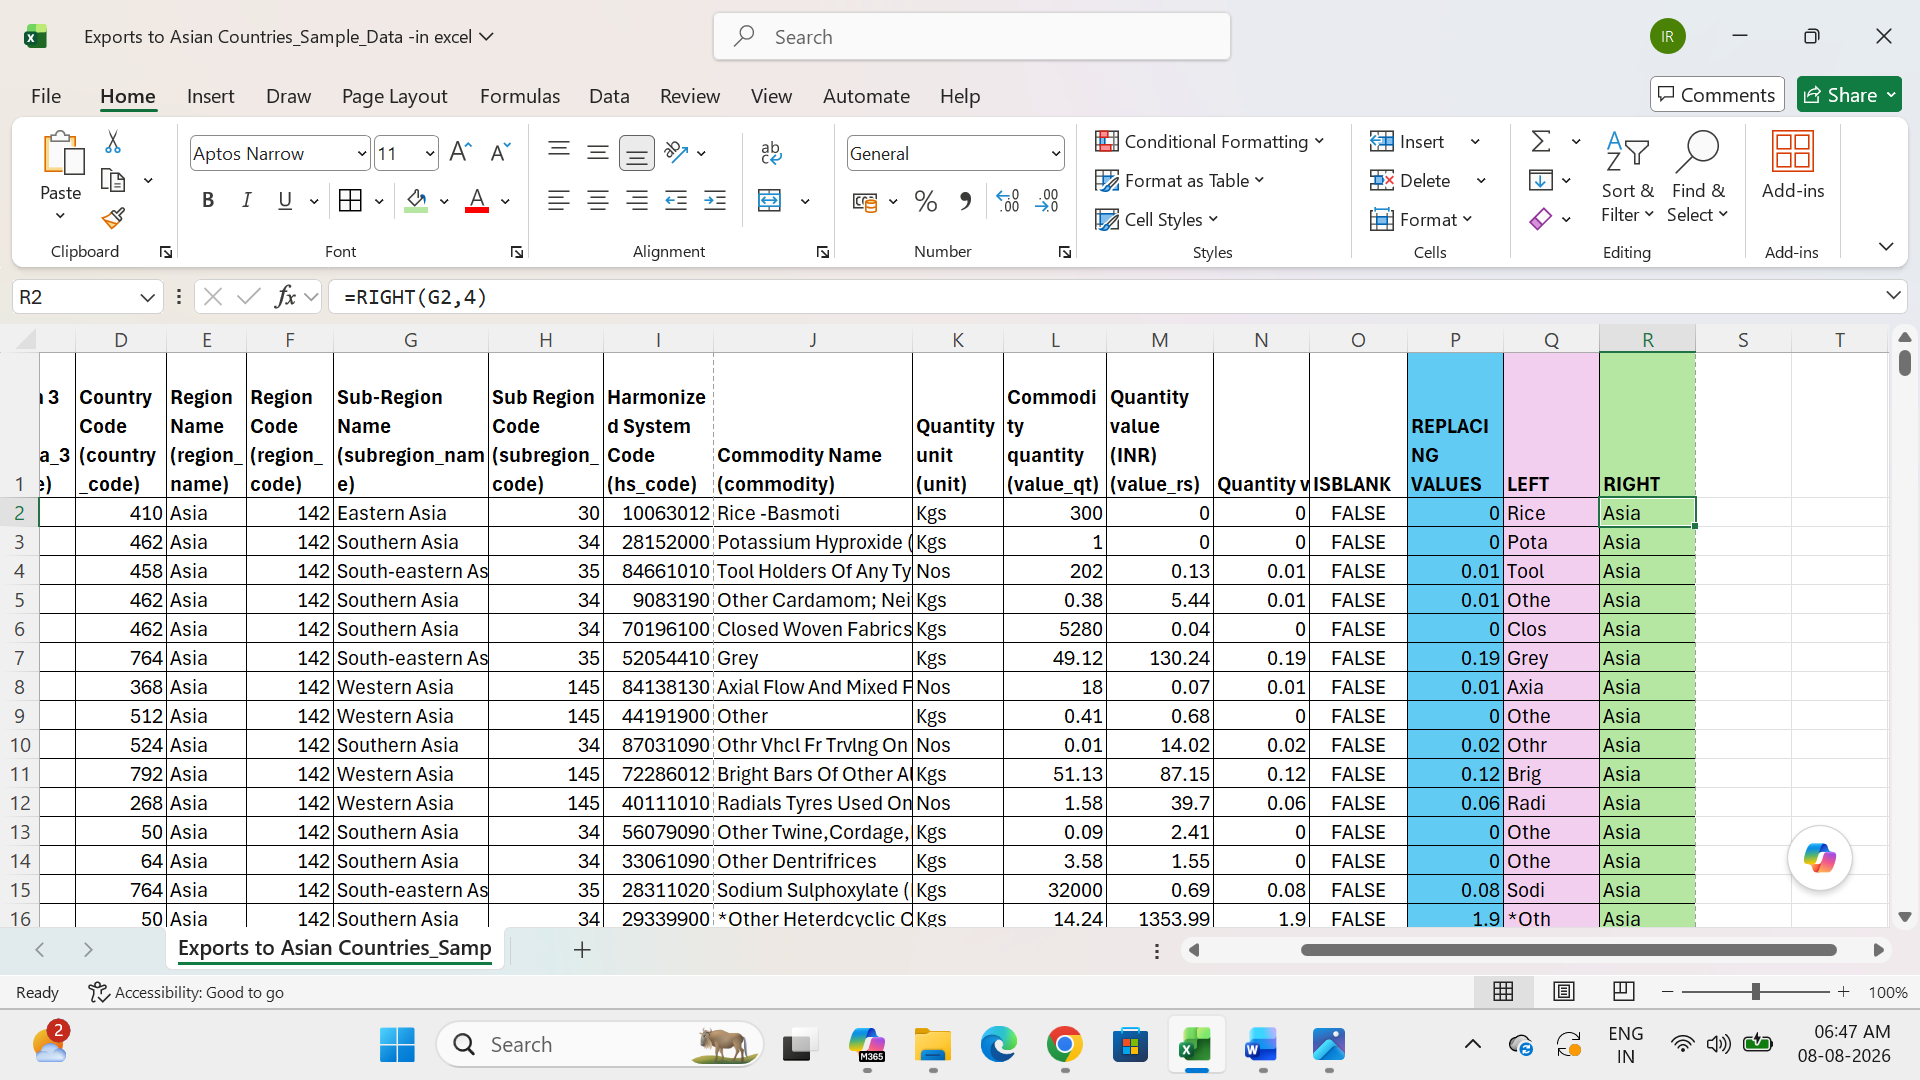 Exports to Asian Countries_Sample_Data -in excel
Search
IR
File Home Insert Draw Page Layout Formulas Data Review View Automate Help
Comments Share
Paste
Clipboard
Aptos Narrow 11
B I U A
Font
Alignment
General
Number
Conditional Formatting
Format as Table
Cell Styles
Styles
Insert
Delete
Format
Cells
Sort & Filter
Find & Select
Editing
Add-ins
Add-ins
R2 fx =RIGHT(G2,4)
D E F G H I J K L M N O P Q R S T
1 Country Code (country_code) Region Name (region_name) Region Code (region_code) Sub-Region Name (subregion_name) Sub Region Code (subregion_code) Harmonized System Code (hs_code) Commodity Name (commodity) Quantity unit (unit) Commodity quantity (value_qt) Quantity value (INR) (value_rs) Quantity v ISBLANK REPLACING VALUES LEFT RIGHT
2 410 Asia 142 Eastern Asia 30 10063012 Rice -Basmoti Kgs 300 0 0 FALSE 0 Rice Asia
3 462 Asia 142 Southern Asia 34 28152000 Potassium Hyproxide ( Kgs 1 0 0 FALSE 0 Pota Asia
4 458 Asia 142 South-eastern As 35 84661010 Tool Holders Of Any Ty Nos 202 0.13 0.01 FALSE 0.01 Tool Asia
5 462 Asia 142 Southern Asia 34 9083190 Other Cardamom; Nei Kgs 0.38 5.44 0.01 FALSE 0.01 Othe Asia
6 462 Asia 142 Southern Asia 34 70196100 Closed Woven Fabrics Kgs 5280 0.04 0 FALSE 0 Clos Asia
7 764 Asia 142 South-eastern As 35 52054410 Grey Kgs 49.12 130.24 0.19 FALSE 0.19 Grey Asia
8 368 Asia 142 Western Asia 145 84138130 Axial Flow And Mixed F Nos 18 0.07 0.01 FALSE 0.01 Axia Asia
9 512 Asia 142 Western Asia 145 44191900 Other Kgs 0.41 0.68 0 FALSE 0 Othe Asia
10 524 Asia 142 Southern Asia 34 87031090 Othr Vhcl Fr Trvlng On Nos 0.01 14.02 0.02 FALSE 0.02 Othr Asia
11 792 Asia 142 Western Asia 145 72286012 Bright Bars Of Other Al Kgs 51.13 87.15 0.12 FALSE 0.12 Brig Asia
12 268 Asia 142 Western Asia 145 40111010 Radials Tyres Used On Nos 1.58 39.7 0.06 FALSE 0.06 Radi Asia
13 50 Asia 142 Southern Asia 34 56079090 Other Twine,Cordage, Kgs 0.09 2.41 0 FALSE 0 Othe Asia
14 64 Asia 142 Southern Asia 34 33061090 Other Dentrifrices Kgs 3.58 1.55 0 FALSE 0 Othe Asia
15 764 Asia 142 South-eastern As 35 28311020 Sodium Sulphoxylate ( Kgs 32000 0.69 0.08 FALSE 0.08 Sodi Asia
16 50 Asia 142 Southern Asia 34 29339900 *Other Heterdcyclic C Kgs 14.24 1353.99 1.9 FALSE 1.9 *Oth Asia
Exports to Asian Countries_Samp
Ready Accessibility: Good to go 100%
2 Search M365 ENG IN 06:47 AM
08-08-2026